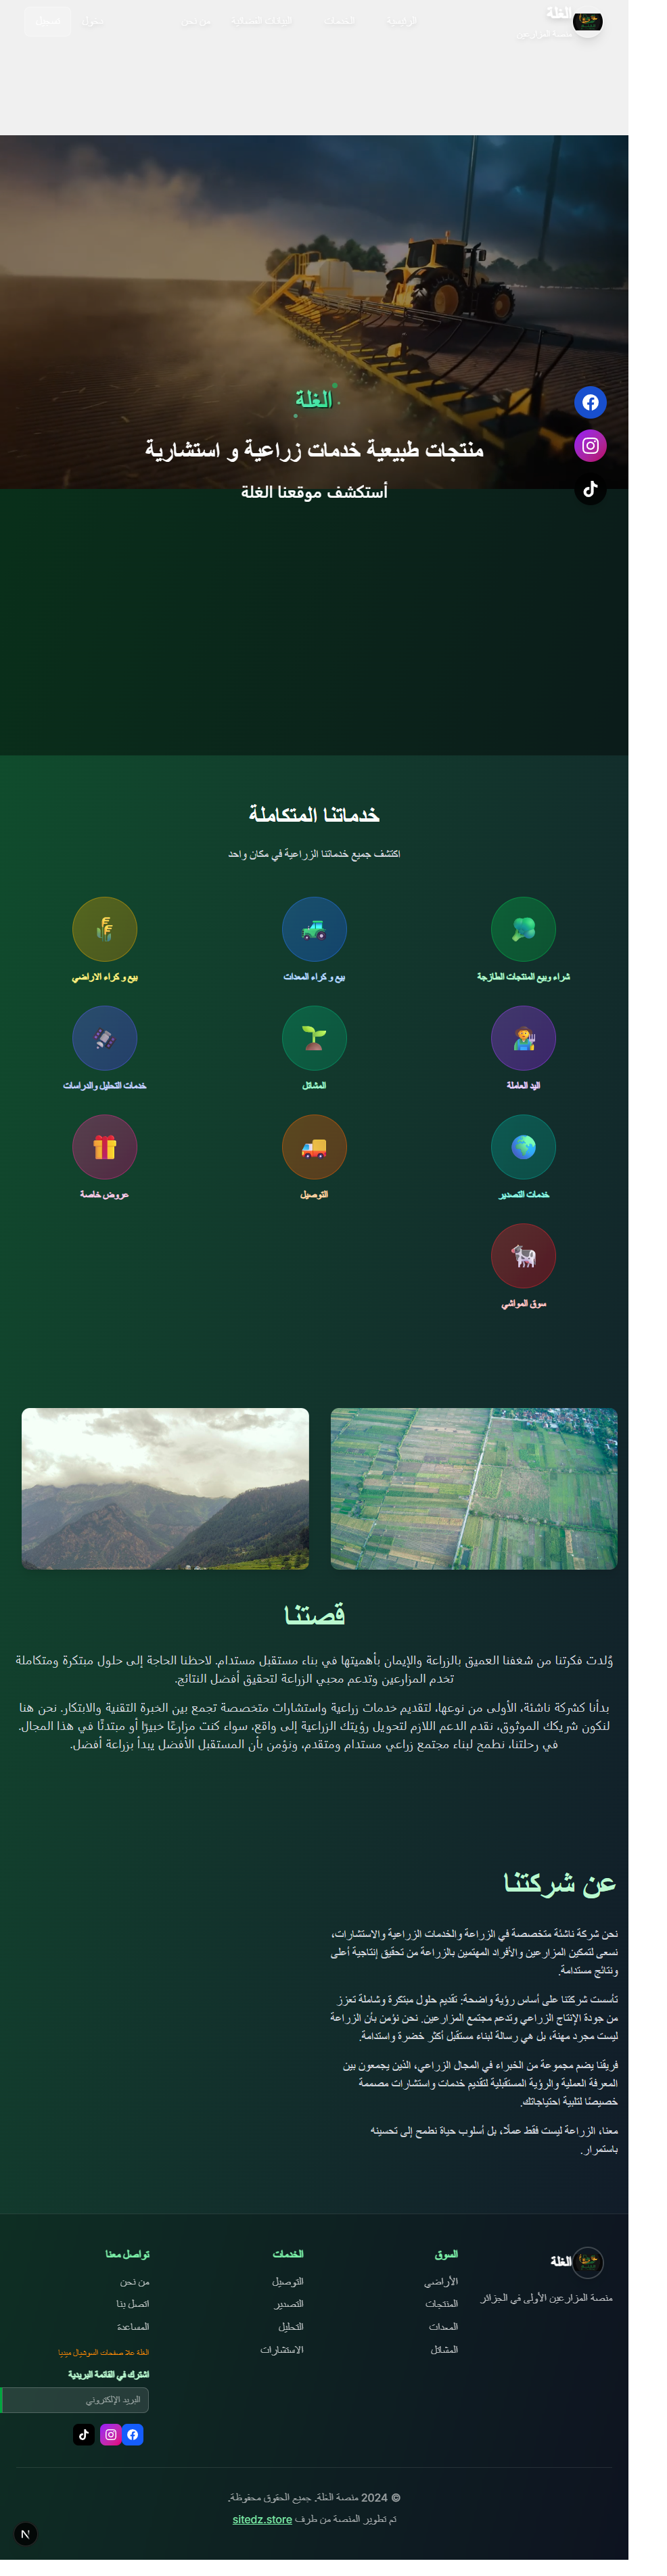 الغلة
منصة المزارعين
الرئيسية
الخدمات
البيانات الفضائية
من نحن
دخول
تسجيل
الغلة
منتجات طبيعية خدمات زراعية و استشارية
أستكشف موقعنا الغلة
خدماتنا المتكاملة
اكتشف جميع خدماتنا الزراعية في مكان واحد
شراء وبيع المنتجات الطازجة
بيع و كراء المعدات
بيع و كراء الاراضي
اليد العاملة
المشاتل
خدمات التحليل والدراسات
خدمات التصدير
التوصيل
عروض خاصة
سوق المواشي
قصتنا
وُلدت فكرتنا من شغفنا العميق بالزراعة والإيمان بأهميتها في بناء مستقبل مستدام. لاحظنا الحاجة إلى حلول مبتكرة ومتكاملة
تخدم المزارعين وتدعم محبي الزراعة لتحقيق أفضل النتائج.
بدأنا كشركة ناشئة، الأولى من نوعها، لتقديم خدمات زراعية واستشارات متخصصة تجمع بين الخبرة التقنية والابتكار. نحن هنا
لنكون شريكك الموثوق، نقدم الدعم اللازم لتحويل رؤيتك الزراعية إلى واقع، سواء كنت مزارعًا خبيرًا أو مبتدئًا في هذا المجال.
في رحلتنا، نطمح لبناء مجتمع زراعي مستدام ومتقدم، ونؤمن بأن المستقبل الأفضل يبدأ بزراعة أفضل.
عن شركتنا
نحن شركة ناشئة متخصصة في الزراعة والخدمات الزراعية والاستشارات،
نسعى لتمكين المزارعين والأفراد المهتمين بالزراعة من تحقيق إنتاجية أعلى
ونتائج مستدامة.
تأسست شركتنا على أساس رؤية واضحة: تقديم حلول مبتكرة وشاملة تعزز
من جودة الإنتاج الزراعي وتدعم مجتمع المزارعين. نحن نؤمن بأن الزراعة
ليست مجرد مهنة، بل هي رسالة لبناء مستقبل أكثر خضرة واستدامة.
فريقنا يضم مجموعة من الخبراء في المجال الزراعي، الذين يجمعون بين
المعرفة العملية والرؤية المستقبلية لتقديم خدمات واستشارات مصممة
خصيصًا لتلبية احتياجاتك.
معنا، الزراعة ليست فقط عملًا، بل أسلوب حياة نطمح إلى تحسينه
باستمرار.
الغلة
منصة المزارعين الأولى في الجزائر
السوق
الأراضي
المنتجات
المعدات
المشاتل
الخدمات
التوصيل
التصدير
التحليل
الاستشارات
تواصل معنا
من نحن
اتصل بنا
المساعدة
الغلة علا صفحات السوشيال ميديا
اشترك في القائمة البريدية
البريد الإلكتروني
© 2024 منصة الغلة. جميع الحقوق محفوظة.
تم تطوير المنصة من طرف sitedz.store